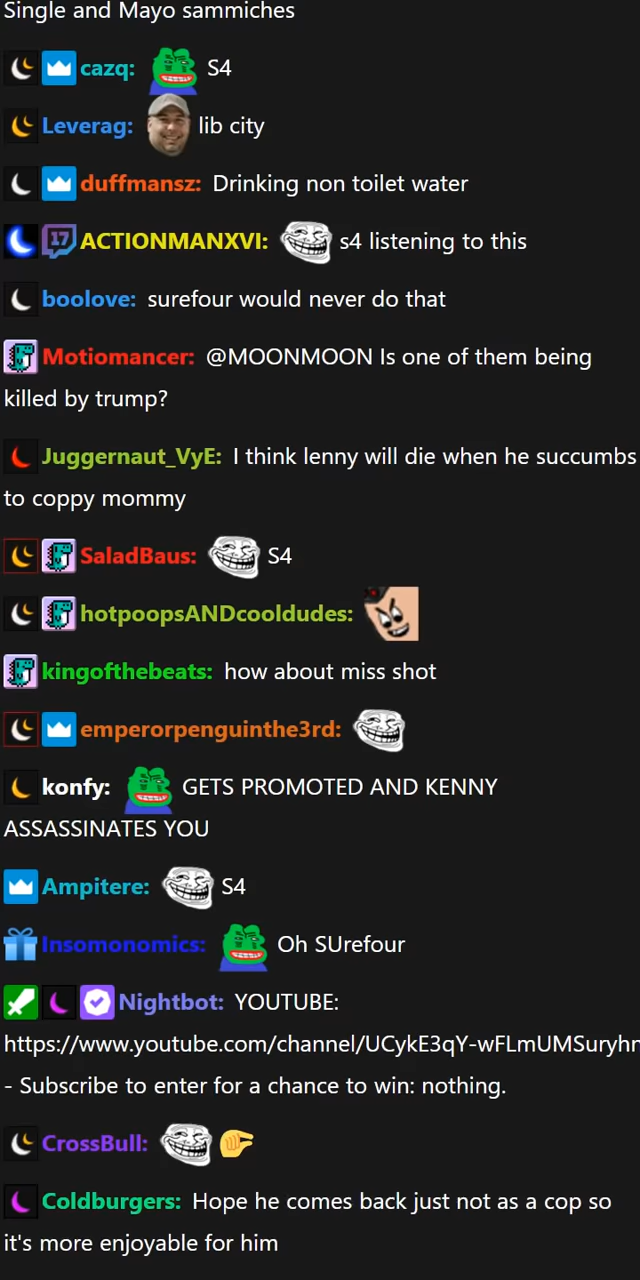 Single and Mayo sammiches
cazq: S4
Leverag: lib city
duffmansz: Drinking non toilet water
17 ACTIONMANXVI: s4 listening to this
boolove: surefour would never do that
Motiomancer: @MOONMOON Is one of them being
killed by trump?
Juggernaut_VyE: I think lenny will die when he succumbs
to coppy mommy
SaladBaus: S4
hotpoopsANDcooldudes:
kingofthebeats: how about miss shot
emperorpenguinthe3rd:
konfy: GETS PROMOTED AND KENNY
ASSASSINATES YOU
Ampitere: S4
Insomonomics: Oh SUrefour
Nightbot: YOUTUBE:
https://www.youtube.com/channel/UCykE3qY-wFLmUMSuryhr
- Subscribe to enter for a chance to win: nothing.
CrossBull:
Coldburgers: Hope he comes back just not as a cop so
it's more enjoyable for him